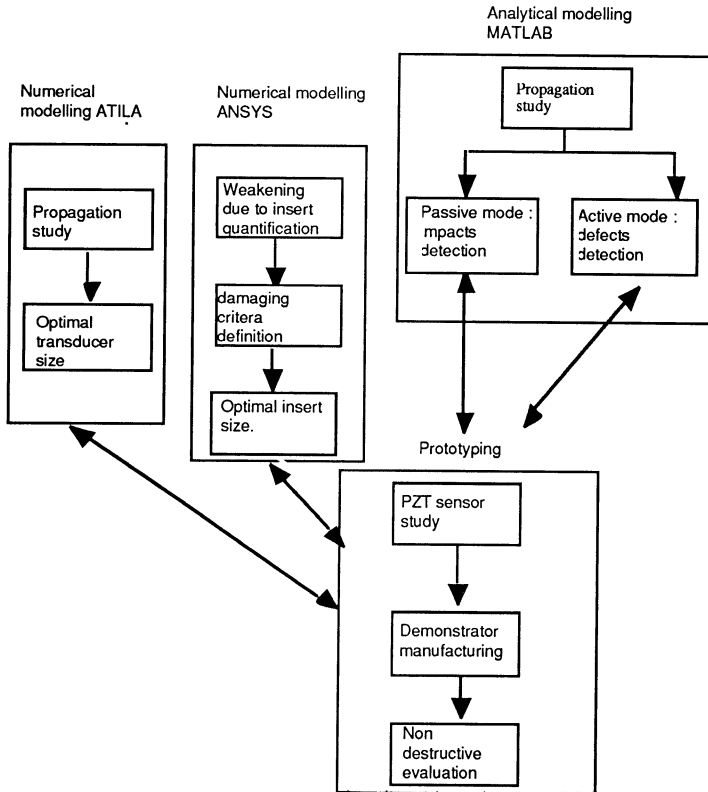 Analytical modelling
MATLAB
Propagation
study
Passive mode :
mpacts
detection
Active mode :
defects
detection
Numerical
modelling ATILA
Propagation
study
Optimal
transducer
size
Numerical modelling
ANSYS
Weakening
due to insert
quantification
damaging
critera
definition
Optimal insert
size.
Prototyping
PZT sensor
study
Demonstrator
manufacturing
Non
destructive
evaluation